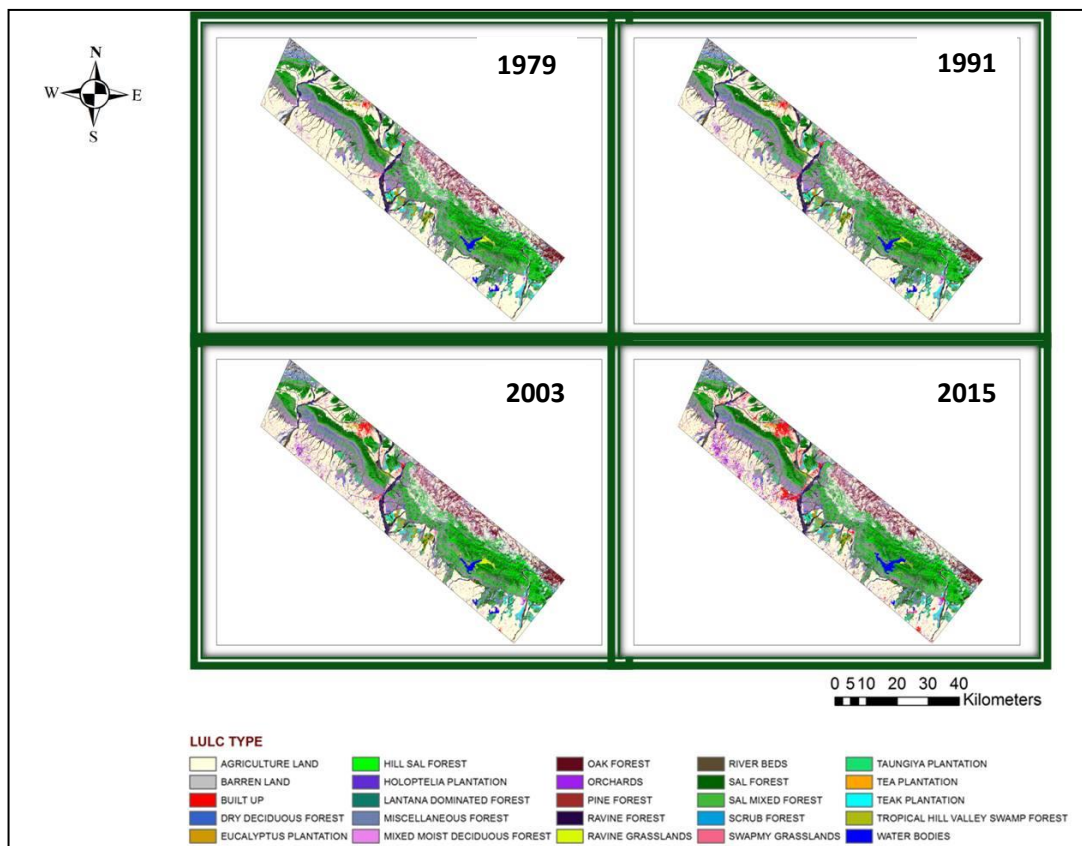 N
W E
S
1979
1991
2003
2015
0 5 10 20 30 40
Kilometers
LULC TYPE
AGRICULTURE LAND
BARREN LAND
BUILT UP
DRY DECIDUOUS FOREST
EUCALYPTUS PLANTATION
HILL SAL FOREST
HOLOPTELIA PLANTATION
LANTANA DOMINATED FOREST
MISCELLANEOUS FOREST
MIXED MOIST DECIDUOUS FOREST
OAK FOREST
ORCHARDS
PINE FOREST
RAVINE FOREST
RAVINE GRASSLANDS
RIVER BEDS
SAL FOREST
SAL MIXED FOREST
SCRUB FOREST
SWAPMY GRASSLANDS
TAUNGIYA PLANTATION
TEA PLANTATION
TEAK PLANTATION
TROPICAL HILL VALLEY SWAMP FOREST
WATER BODIES